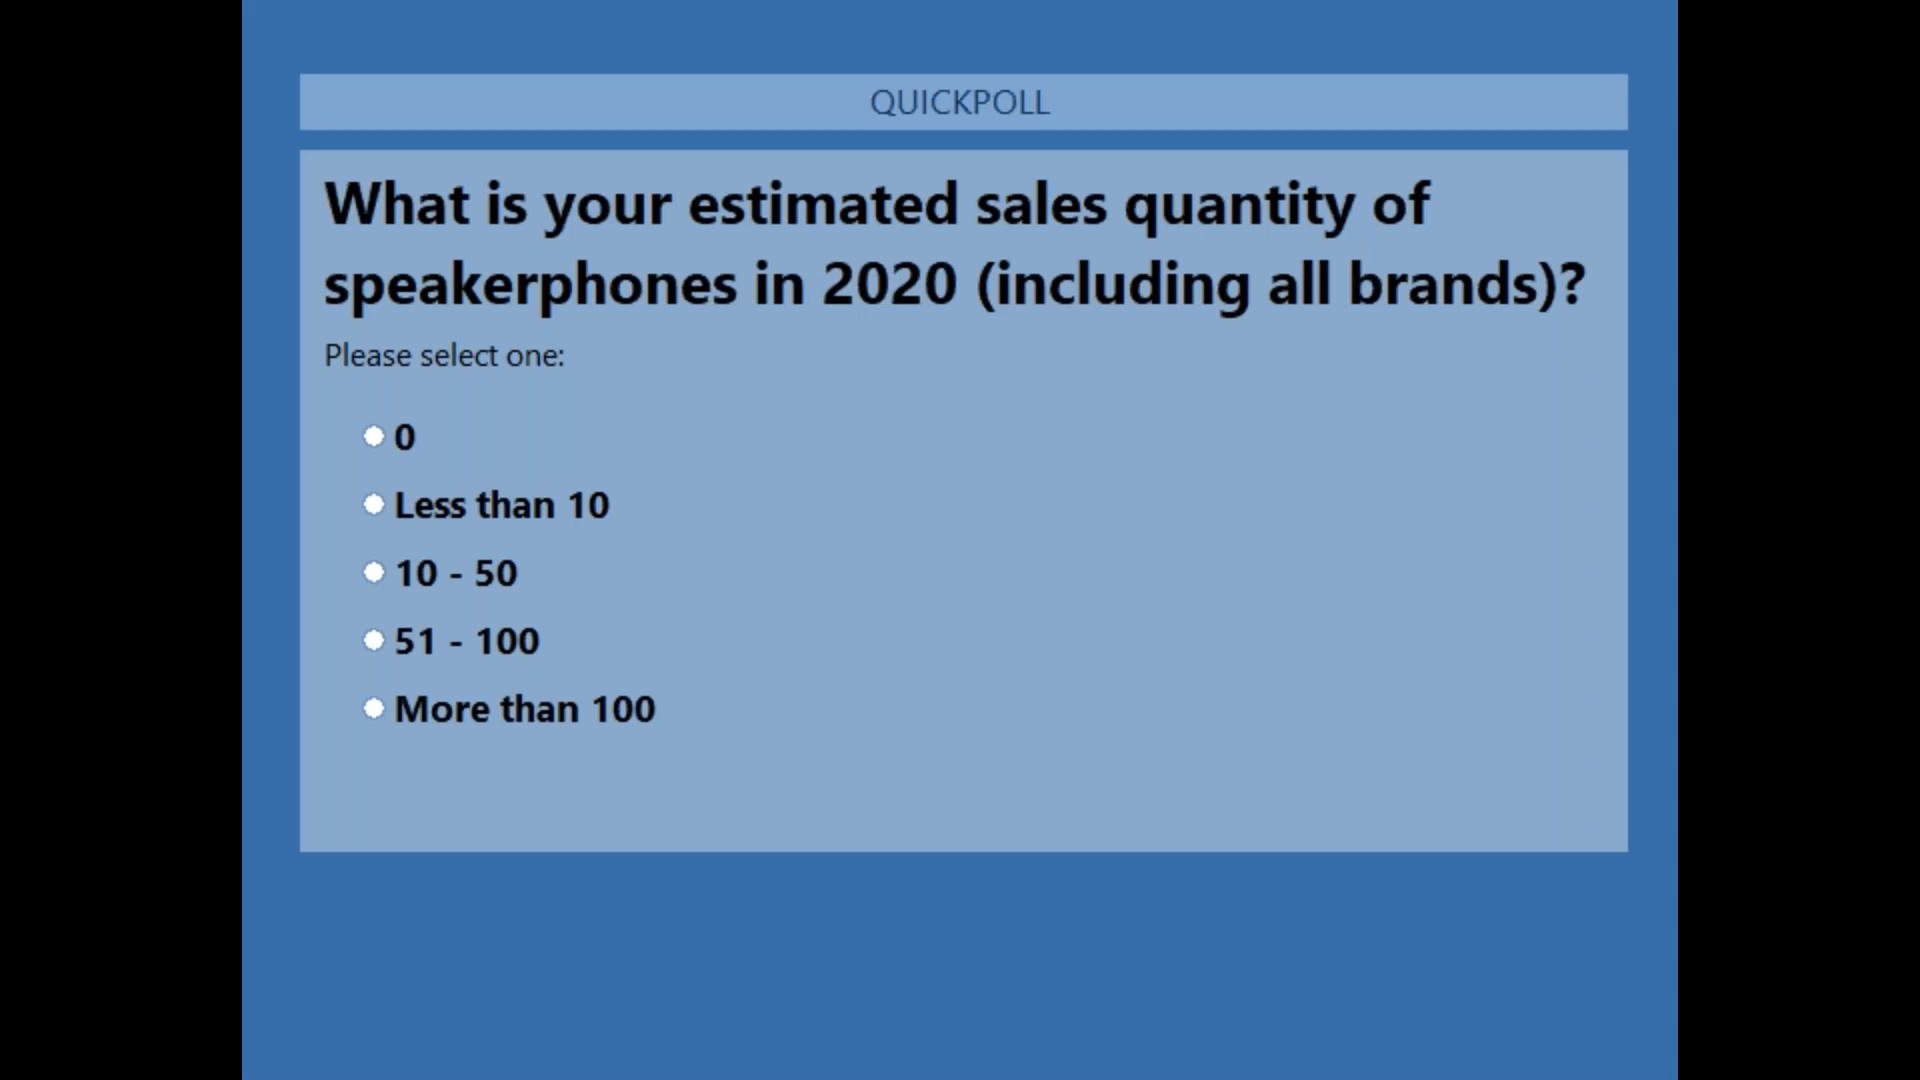 QUICKPOLL
What is your estimated sales quantity of
speakerphones in 2020 (including all brands)?
Please select one:
0
Less than 10
10 - 50
51 - 100
More than 100